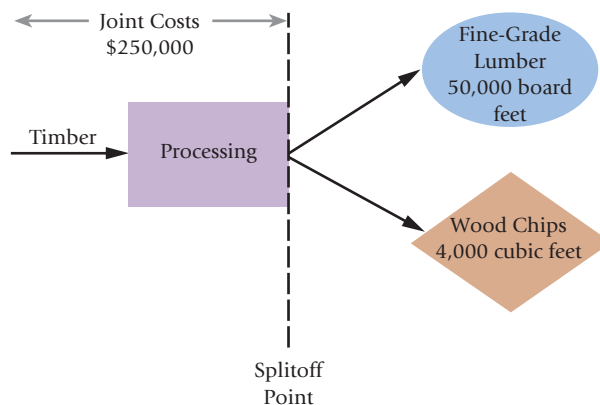 Joint Costs
$250,000
Fine-Grade
Lumber
50,000 board
feet
Timber
Processing
Wood Chips
4,000 cubic feet
Splitoff
Point